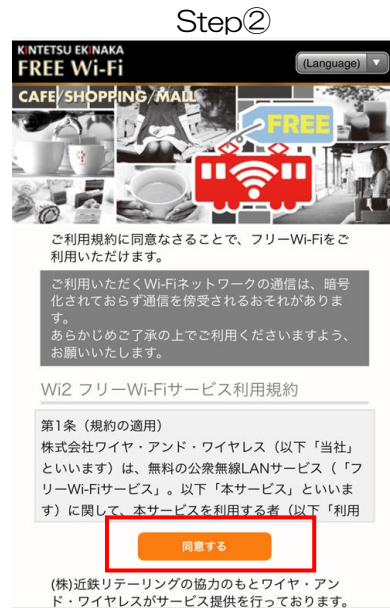 Step②
KINTETSU EKINAKA
FREE Wi-Fi
(Language)
CAFE/SHOPPING/MALL
FREE
ご利用規約に同意なさることで、フリーWi-Fiをご
利用いただけます。
ご利用いただくWi-Fiネットワークの通信は、暗号
化されておらず通信を傍受されるおそれがありま
す。
あらかじめご了承の上でご利用くださいますよう、
お願いいたします。
Wi2 フリーWi-Fiサービス利用規約
第1条（規約の適用）
株式会社ワイヤ・アンド・ワイヤレス（以下「当社」
といいます）は、無料の公衆無線LANサービス（「フ
リーWi-Fiサービス」。以下「本サービス」といいま
す）に関して、本サービスを利用する者（以下「利用
同意する
(株)近鉄リテーリングの協力のもとワイヤ・アン
ド・ワイヤレスがサービス提供を行っております。